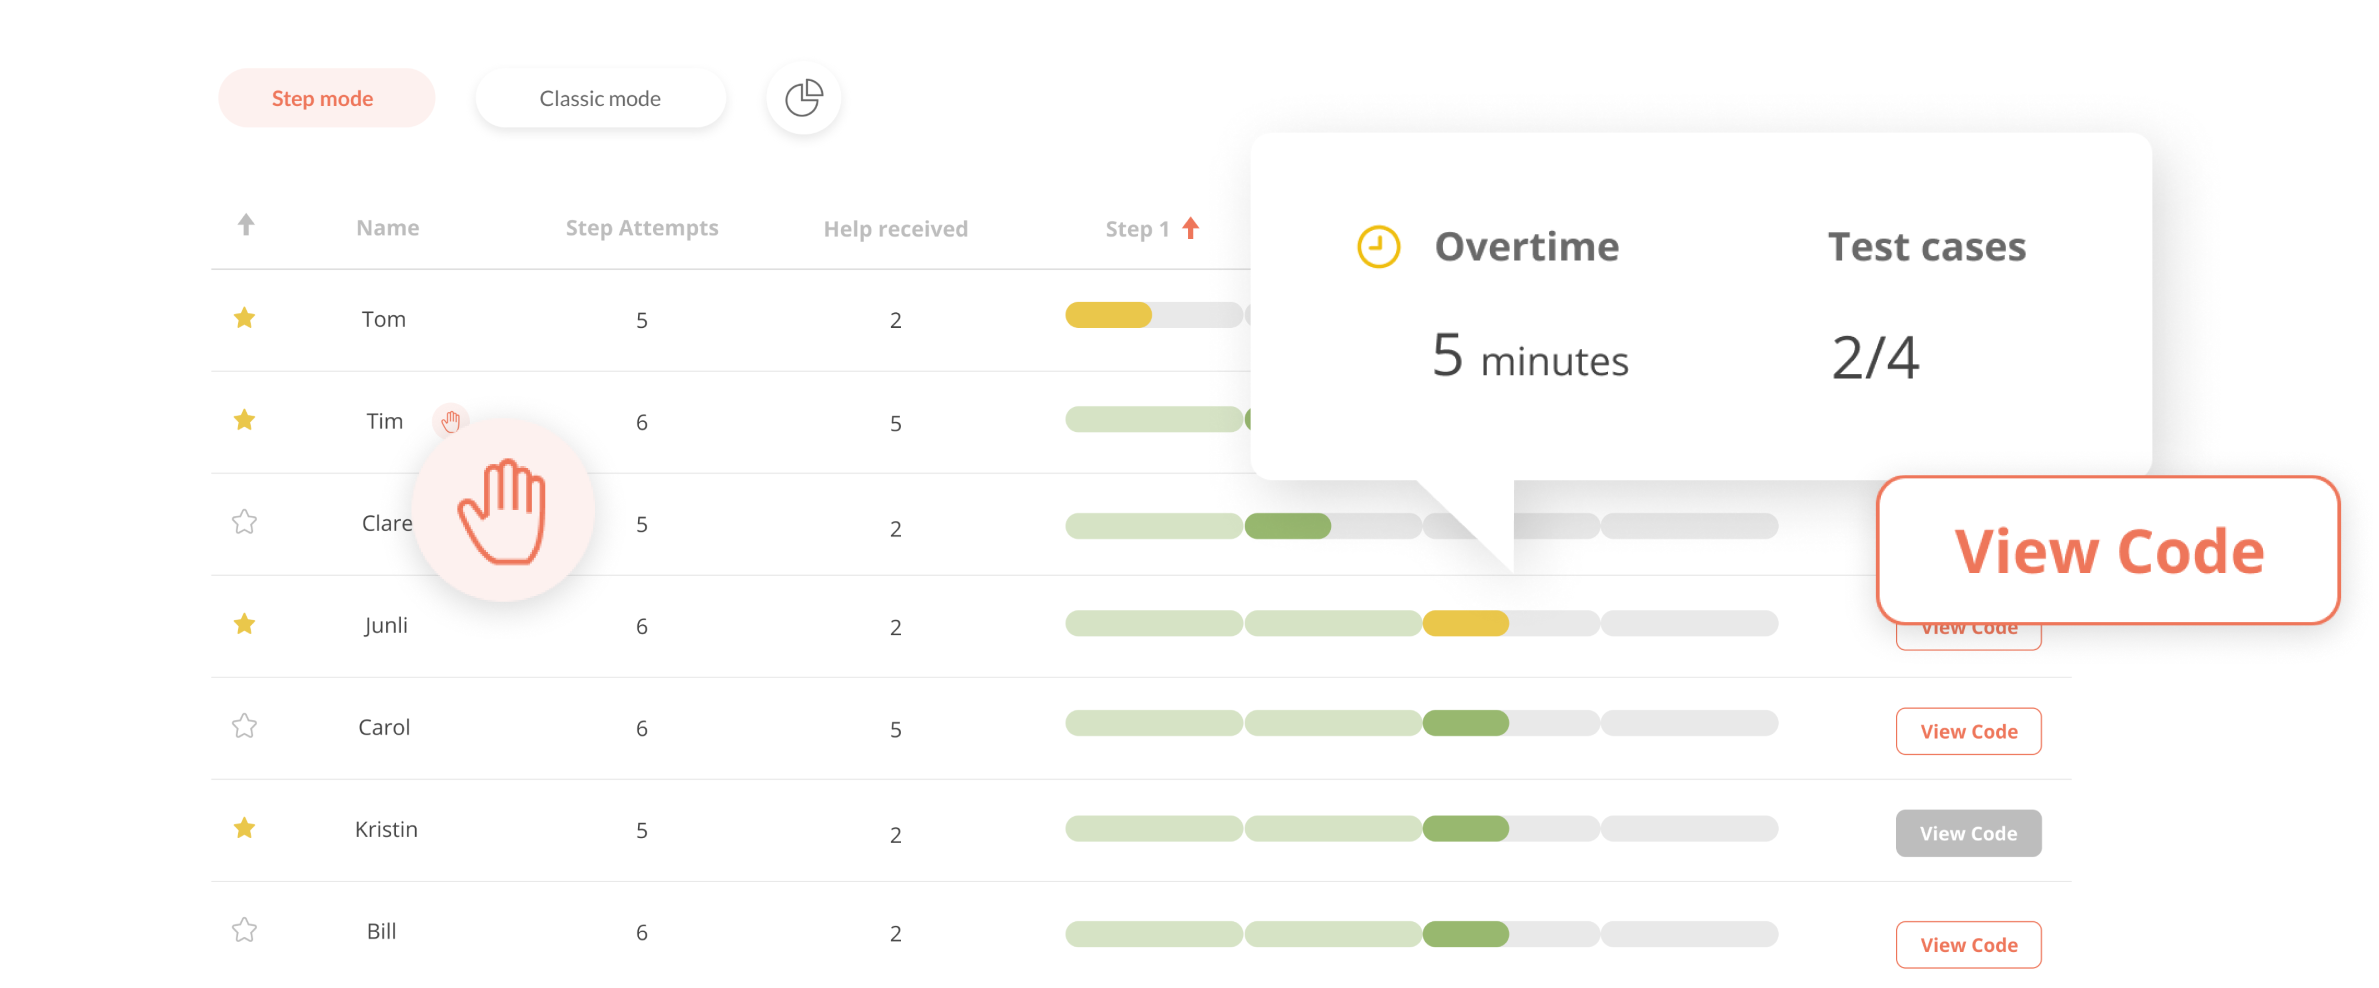 Step mode
Classic mode
Name
Step Attempts
Help received
Step 1
Overtime
Test cases
5 minutes
2/4
Tom
5
2
Tim
6
5
Clare
5
2
View Code
Junli
6
2
View Code
Carol
6
5
View Code
Kristin
5
2
View Code
Bill
6
2
View Code